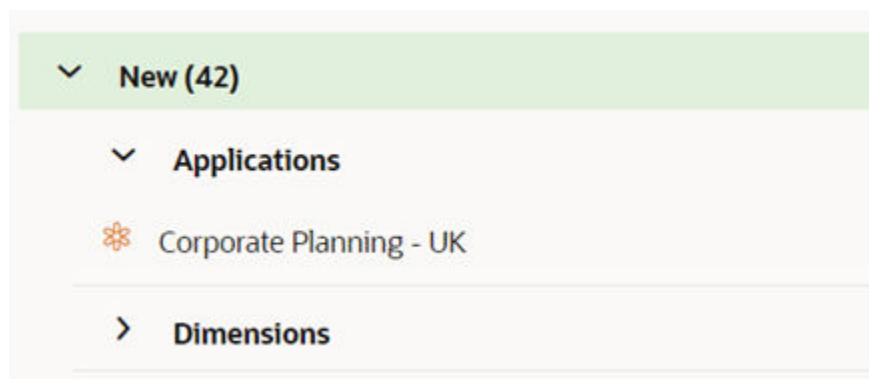 New (42)
Applications
Corporate Planning - UK
Dimensions